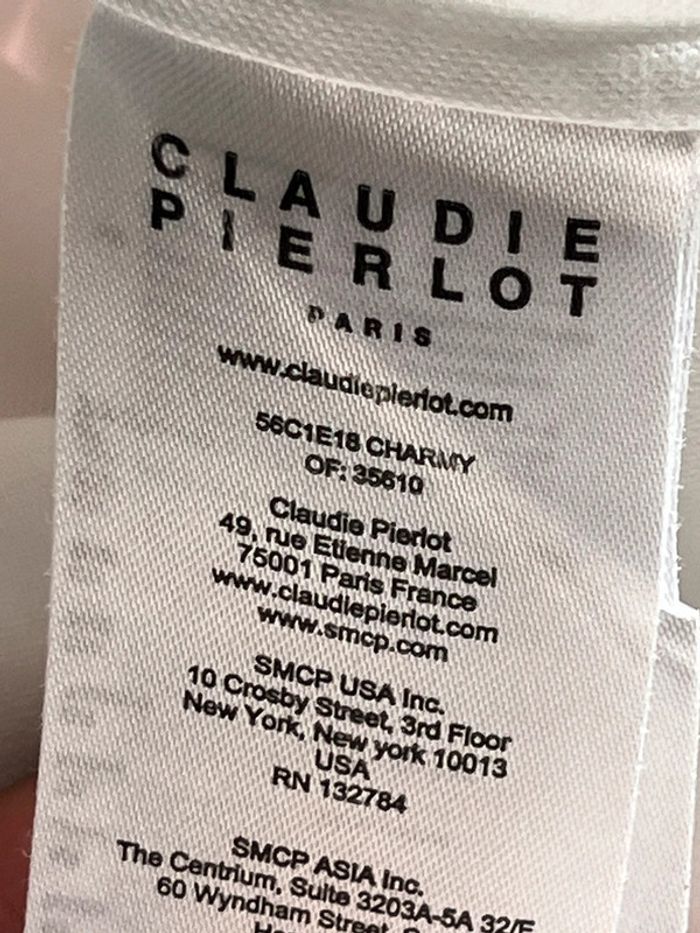 CLAUDIE
PIERLOT
PARIS
www.claudiepierlot.com
56C1E18 CHARMY
OF: 35610
Claudie Pierlot
49, rue Etienne Marcel
75001 Paris France
www.claudiepierlot.com
www.smcp.com
SMCP USA Inc.
10 Crosby Street, 3rd Floor
New York, New york 10013
USA
RN 132784
SMCP ASIA Inc.
The Centrium, Suite 3203A-5A 32/F
60 Wyndham Street,